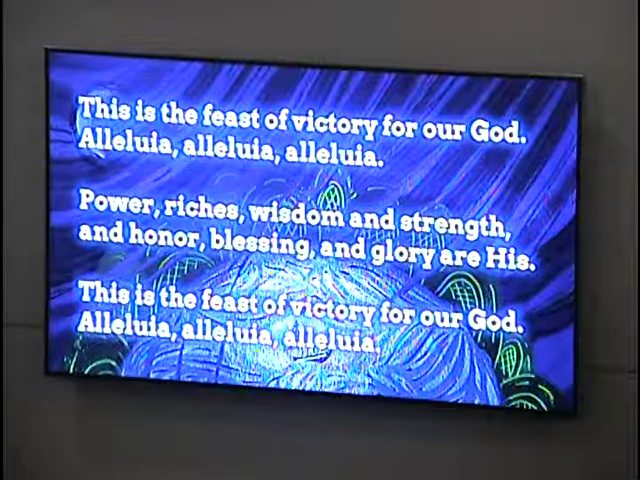 This is the feast of victory for our God.
Alleluia, alleluia, alleluia.
Power, riches, wisdom and strength,
and honor, blessing, and glory are His.
This is the feast of victory for our God.
Alleluia, alleluia, alleluia.